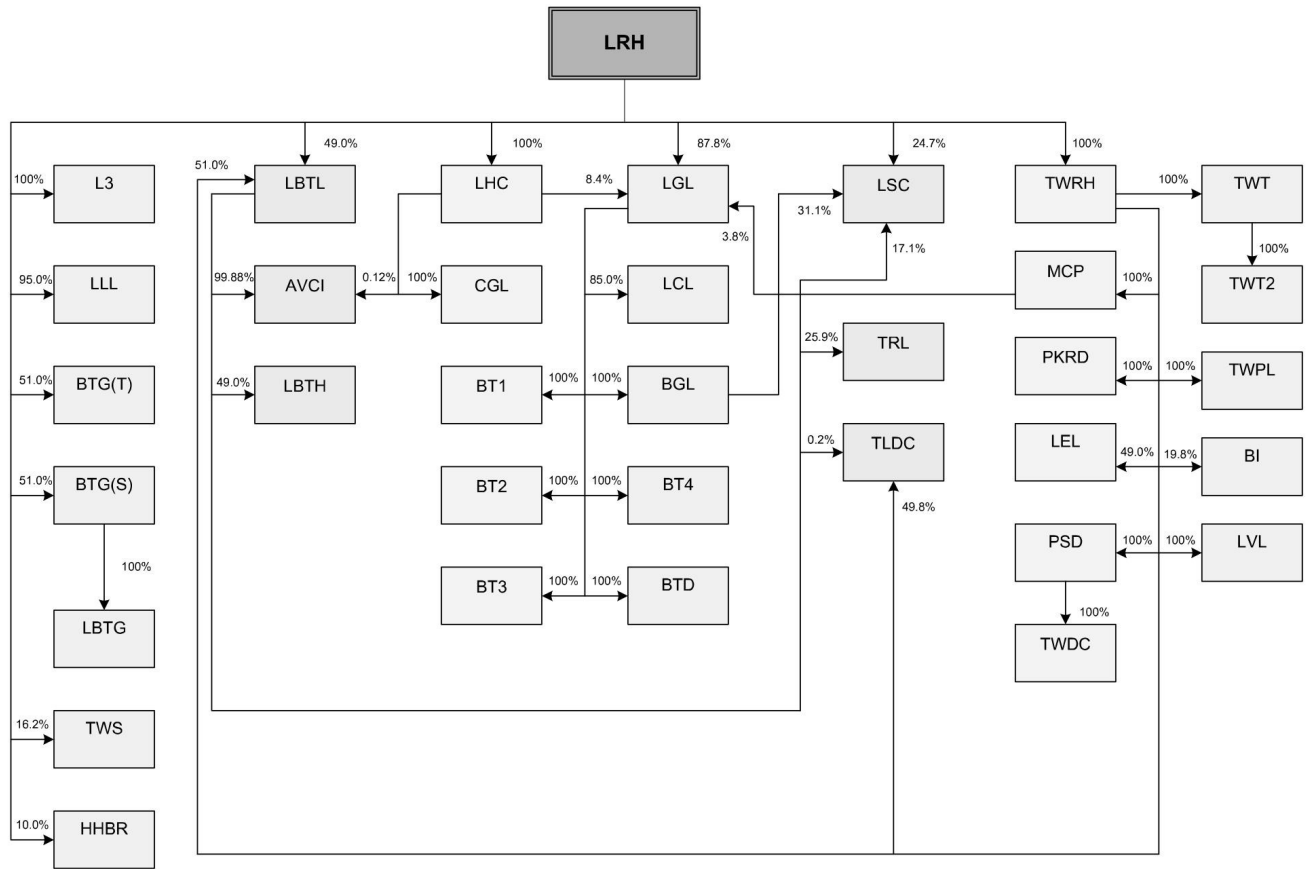 LRH
49.0%
100%
87.8%
24.7%
100%
100%
L3
51.0%
LBTL
LHC
8.4%
LGL
3.8%
31.1%
LSC
17.1%
TWRH
100%
TWT
100%
95.0%
LLL
99.88%
AVCI
0.12%
100%
CGL
85.0%
LCL
MCP
100%
TWT2
51.0%
BTG(T)
49.0%
LBTH
BT1
100%
100%
BGL
25.9%
TRL
PKRD
100%
100%
TWPL
51.0%
BTG(S)
100%
BT2
100%
100%
BT4
0.2%
TLDC
49.8%
LEL
49.0%
19.8%
BI
LBTG
BT3
100%
100%
BTD
PSD
100%
100%
LVL
100%
TWDC
16.2%
TWS
10.0%
HHBR